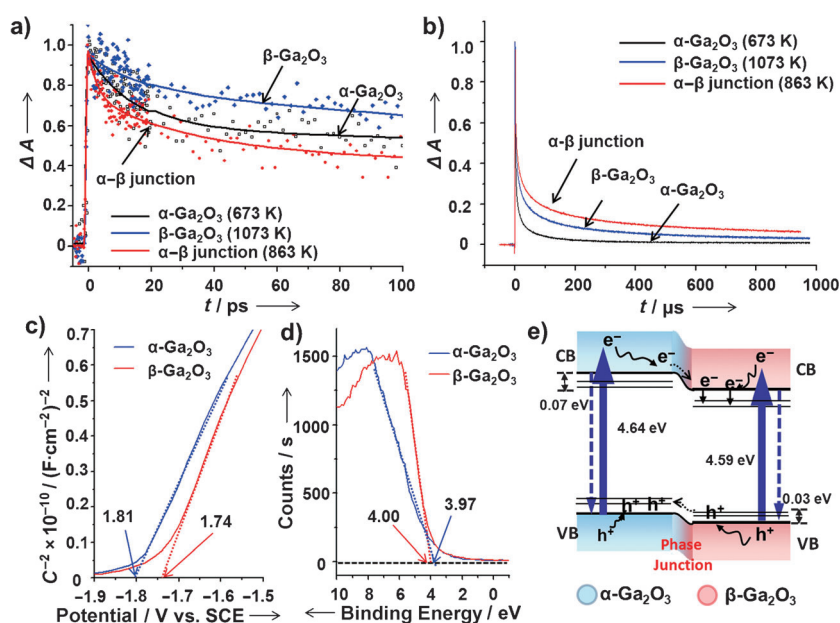 a)
1.0
0.8
0.6
0.4
0.2
0
ΔA
β-Ga₂O₃
α-Ga₂O₃
α–β junction
α-Ga₂O₃ (673 K)
β-Ga₂O₃ (1073 K)
α–β junction (863 K)
0 20 40 60 80 100
t / ps
b)
1.0
0.8
0.6
0.4
0.2
0
ΔA
α-Ga₂O₃ (673 K)
β-Ga₂O₃ (1073 K)
α–β junction (863 K)
α-β junction
β-Ga₂O₃
α-Ga₂O₃
0 200 400 600 800 1000
t / µs
c)
0.7
0.6
0.5
0.4
0.3
0.2
0.1
0
C⁻² × 10⁻¹⁰ / (F·cm⁻²)⁻²
α-Ga₂O₃
β-Ga₂O₃
1.81
1.74
−1.9 −1.8 −1.7 −1.6 −1.5
Potential / V vs. SCE
d)
1500
1200
900
600
300
0
Counts / s
α-Ga₂O₃
β-Ga₂O₃
4.00
3.97
10 8 6 4 2 0
Binding Energy / eV
e)
CB
e⁻
e⁻
e⁻
CB
e⁻
e⁻
0.07 eV
4.64 eV
4.59 eV
0.03 eV
h⁺ h⁺
h⁺
VB
h⁺
h⁺
VB
Phase
Junction
α-Ga₂O₃
β-Ga₂O₃